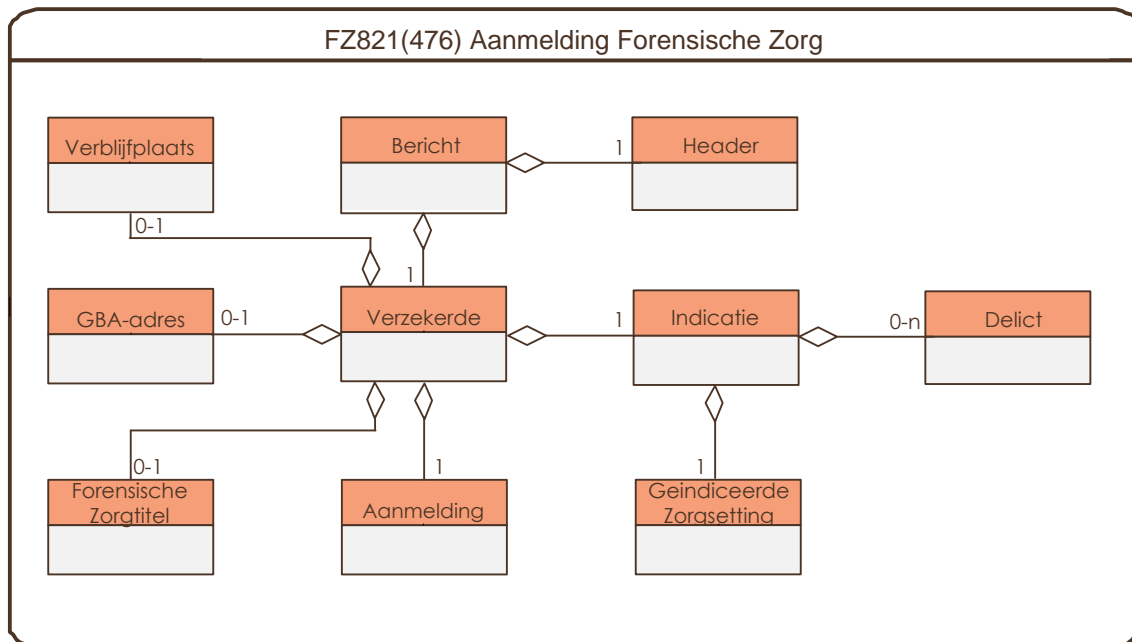 FZ821(476) Aanmelding Forensische Zorg
Verblijfplaats
Bericht
1
Header
0-1
1
GBA-adres
0-1
Verzekerde
1
Indicatie
0-n
Delict
0-1
1
1
Forensische
Zorgtitel
Aanmelding
Geindiceerde
Zorgsetting